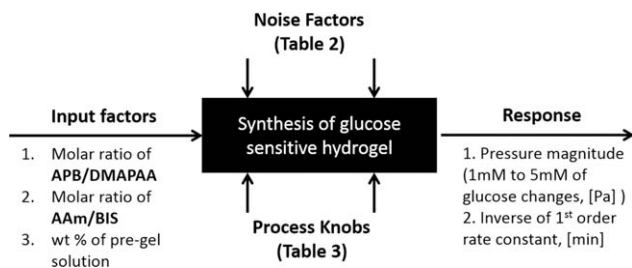 Noise Factors
(Table 2)
Input factors
1. Molar ratio of
APB/DMAPAA
2. Molar ratio of
AAm/BIS
3. wt % of pre-gel
solution
Synthesis of glucose
sensitive hydrogel
Response
1. Pressure magnitude
(1mM to 5mM of
glucose changes, [Pa] )
2. Inverse of 1st order
rate constant, [min]
Process Knobs
(Table 3)